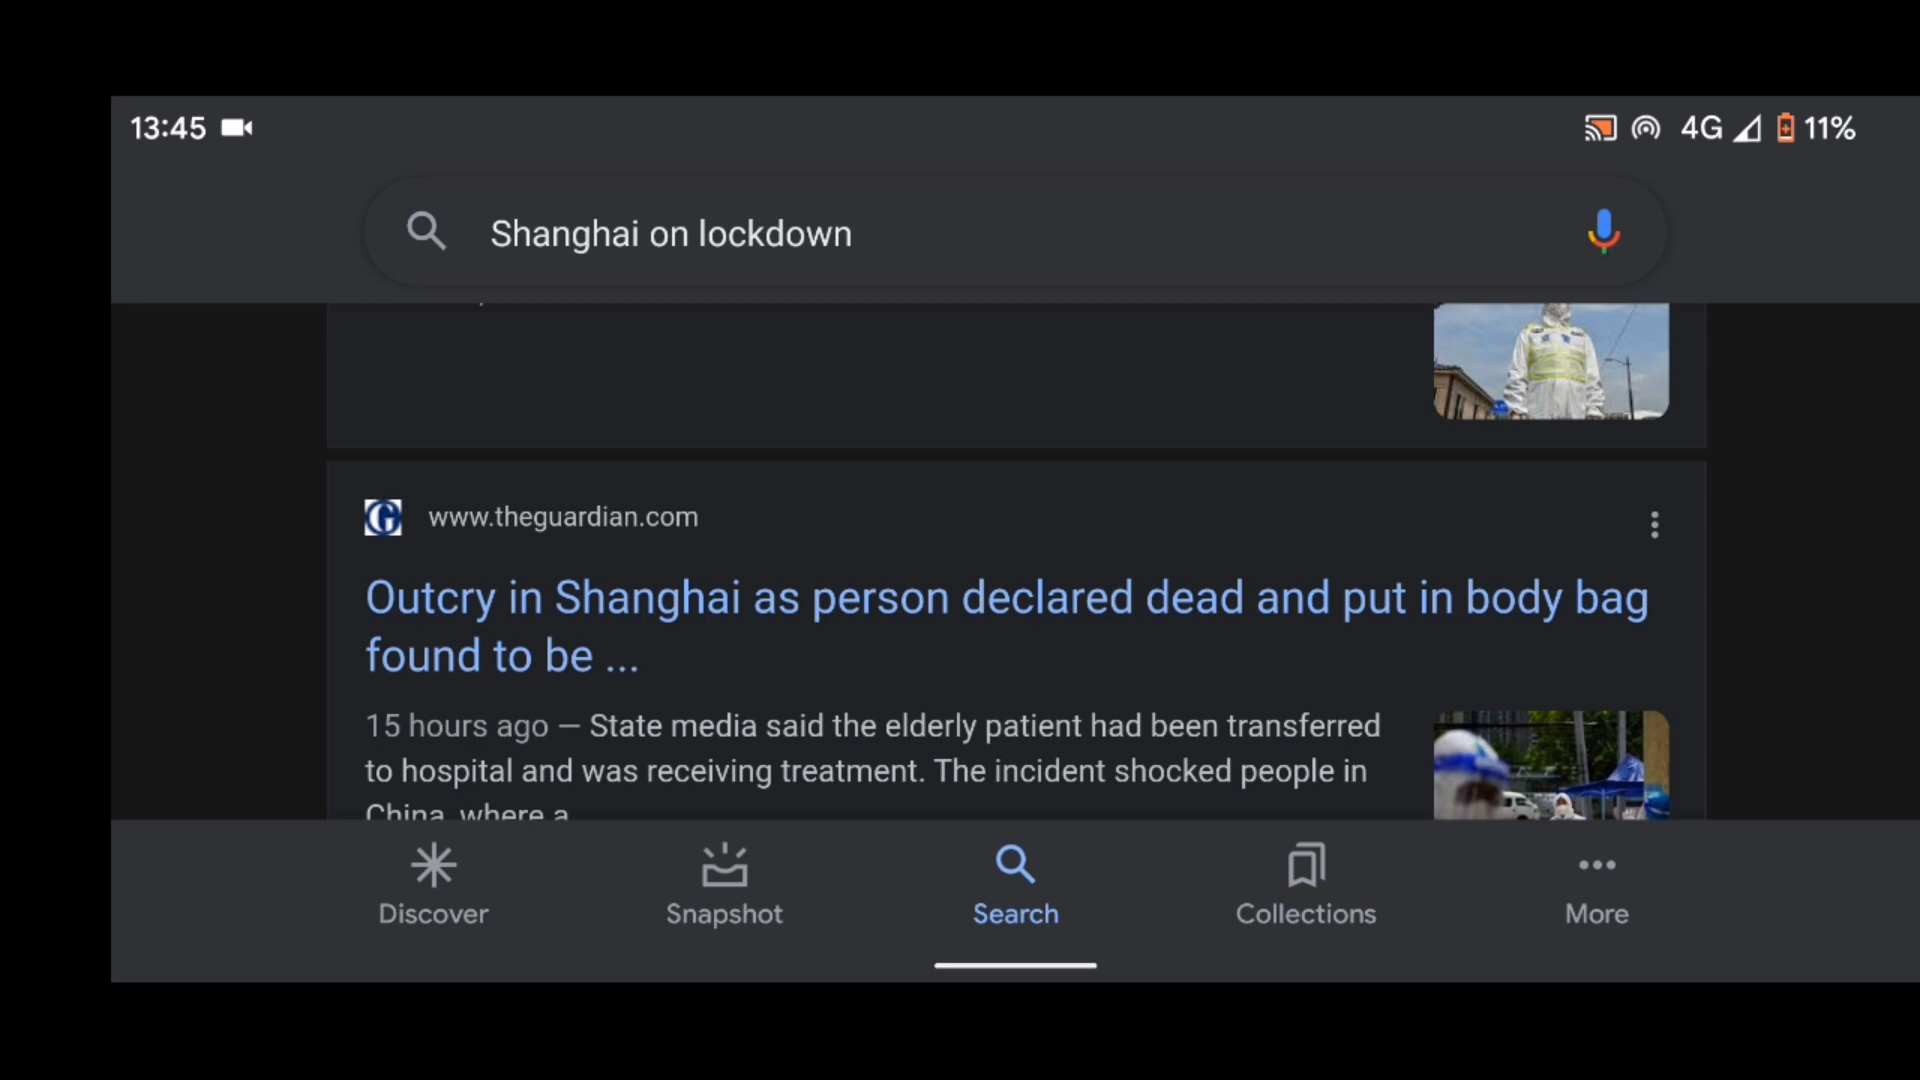 13:45
4G 11%
Shanghai on lockdown
www.theguardian.com
Outcry in Shanghai as person declared dead and put in body bag
found to be ...
15 hours ago — State media said the elderly patient had been transferred
to hospital and was receiving treatment. The incident shocked people in
China, where a
Discover Snapshot Search Collections More